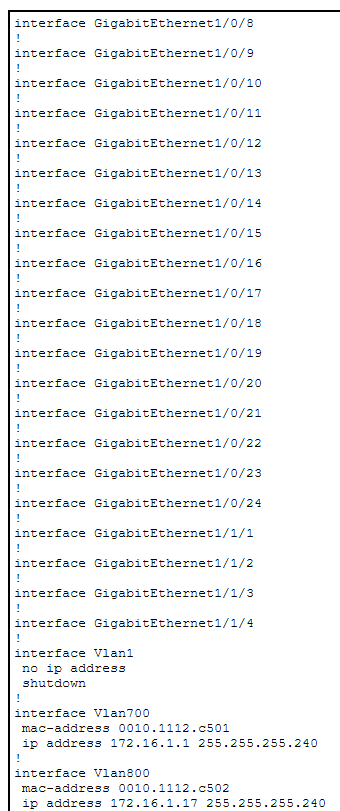 interface GigabitEthernet1/0/8
!
interface GigabitEthernet1/0/9
!
interface GigabitEthernet1/0/10
!
interface GigabitEthernet1/0/11
!
interface GigabitEthernet1/0/12
!
interface GigabitEthernet1/0/13
!
interface GigabitEthernet1/0/14
!
interface GigabitEthernet1/0/15
!
interface GigabitEthernet1/0/16
!
interface GigabitEthernet1/0/17
!
interface GigabitEthernet1/0/18
!
interface GigabitEthernet1/0/19
!
interface GigabitEthernet1/0/20
!
interface GigabitEthernet1/0/21
!
interface GigabitEthernet1/0/22
!
interface GigabitEthernet1/0/23
!
interface GigabitEthernet1/0/24
!
interface GigabitEthernet1/1/1
!
interface GigabitEthernet1/1/2
!
interface GigabitEthernet1/1/3
!
interface GigabitEthernet1/1/4
!
interface Vlan1
 no ip address
 shutdown
!
interface Vlan700
 mac-address 0010.1112.c501
 ip address 172.16.1.1 255.255.255.240
!
interface Vlan800
 mac-address 0010.1112.c502
 ip address 172.16.1.17 255.255.255.240